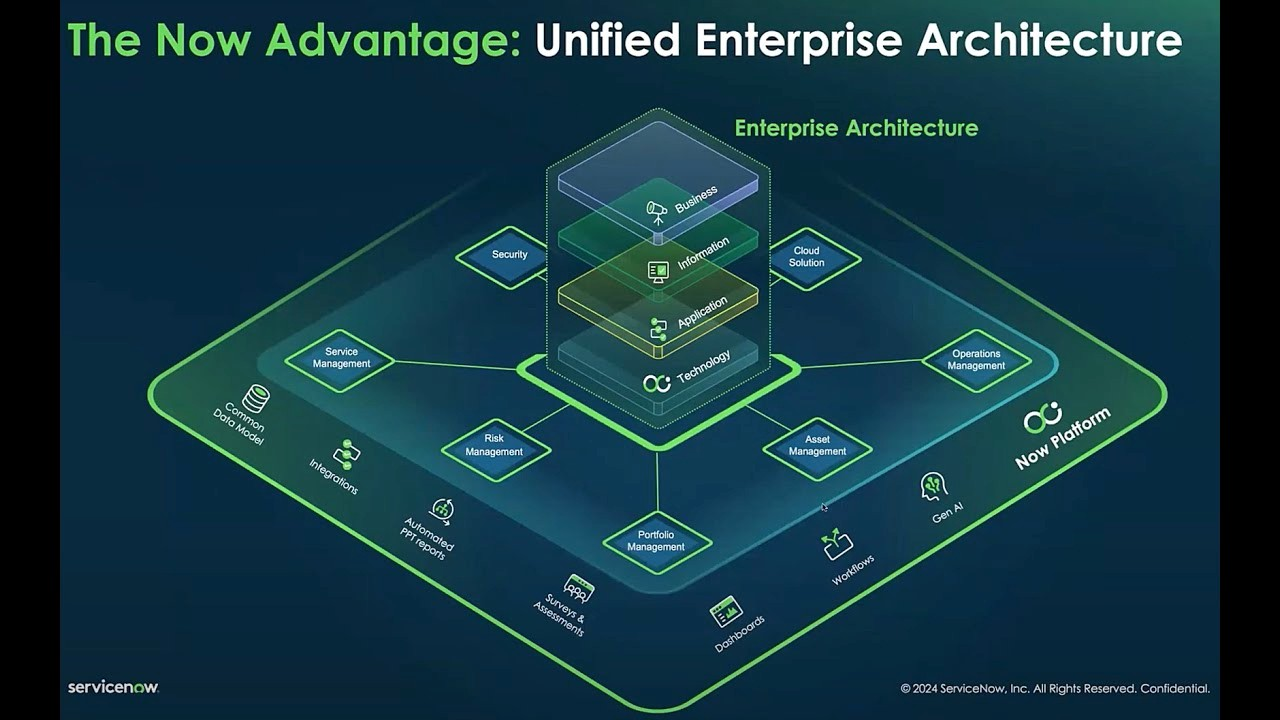 The Now Advantage: Unified Enterprise Architecture
Enterprise Architecture
Business
Information
Application
Technology
Security
Cloud
Solution
Service
Management
Operations
Management
Risk
Management
Asset
Management
Portfolio
Management
Common
Data Model
Integrations
Automated
PPT reports
Surveys &
Assessments
Dashboards
Workflows
Gen AI
Now Platform
servicenow.
© 2024 ServiceNow, Inc. All Rights Reserved. Confidential.